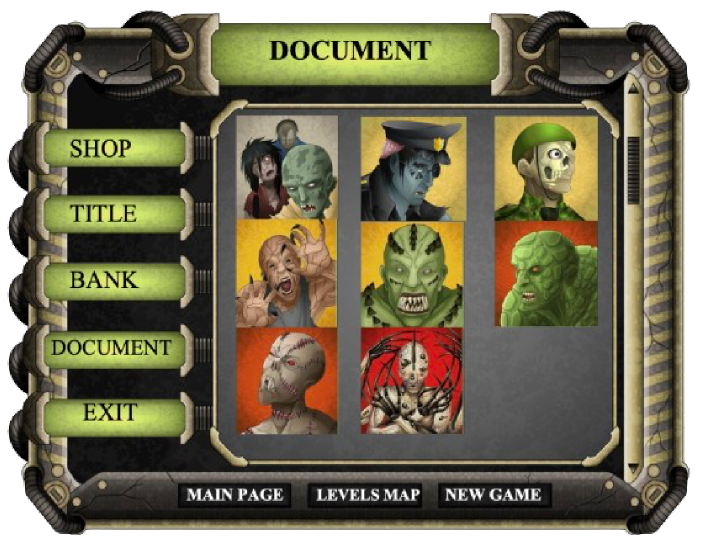 DOCUMENT
SHOP
TITLE
BANK
DOCUMENT
EXIT
MAIN PAGE
LEVELS MAP
NEW GAME